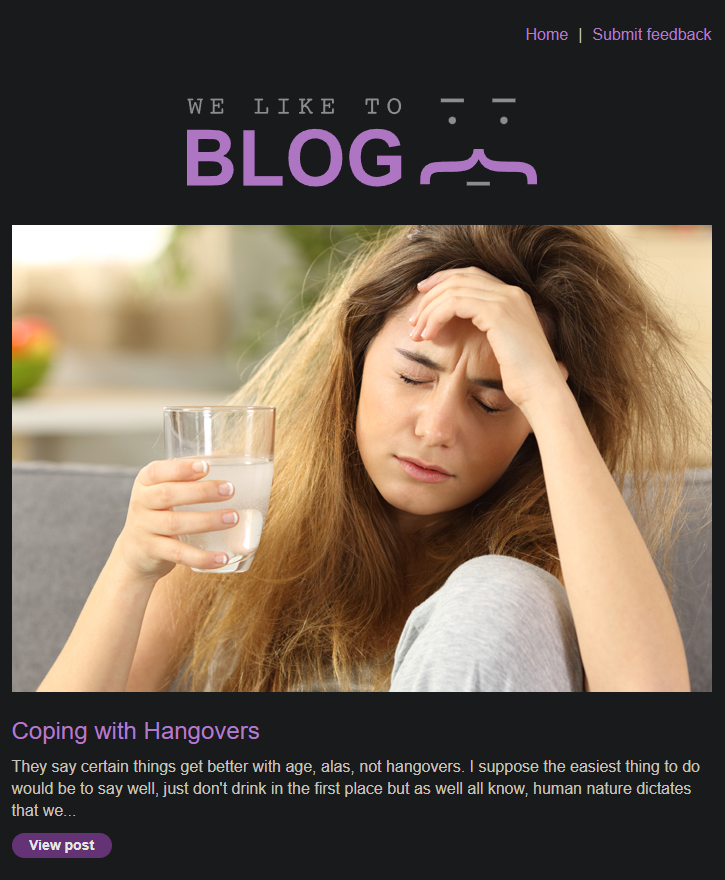 Home | Submit feedback
WE LIKE TO
BLOG
Coping with Hangovers
They say certain things get better with age, alas, not hangovers. I suppose the easiest thing to do
would be to say well, just don't drink in the first place but as well all know, human nature dictates
that we...
View post